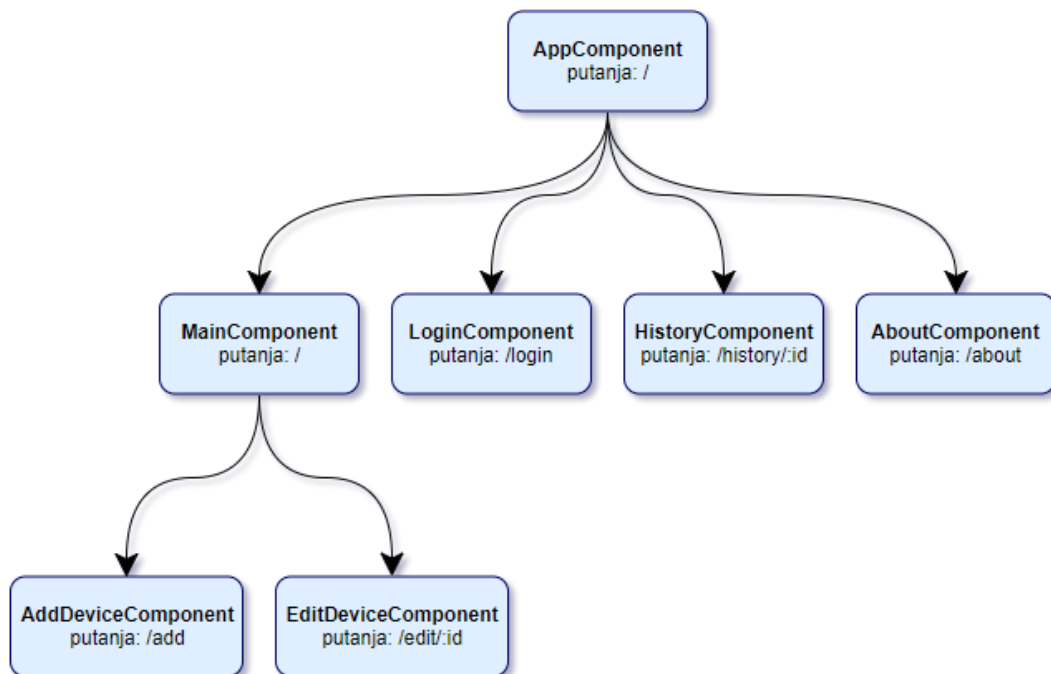 AppComponent
putanja: /
MainComponent
putanja: /
LoginComponent
putanja: /login
HistoryComponent
putanja: /history/:id
AboutComponent
putanja: /about
AddDeviceComponent
putanja: /add
EditDeviceComponent
putanja: /edit/:id